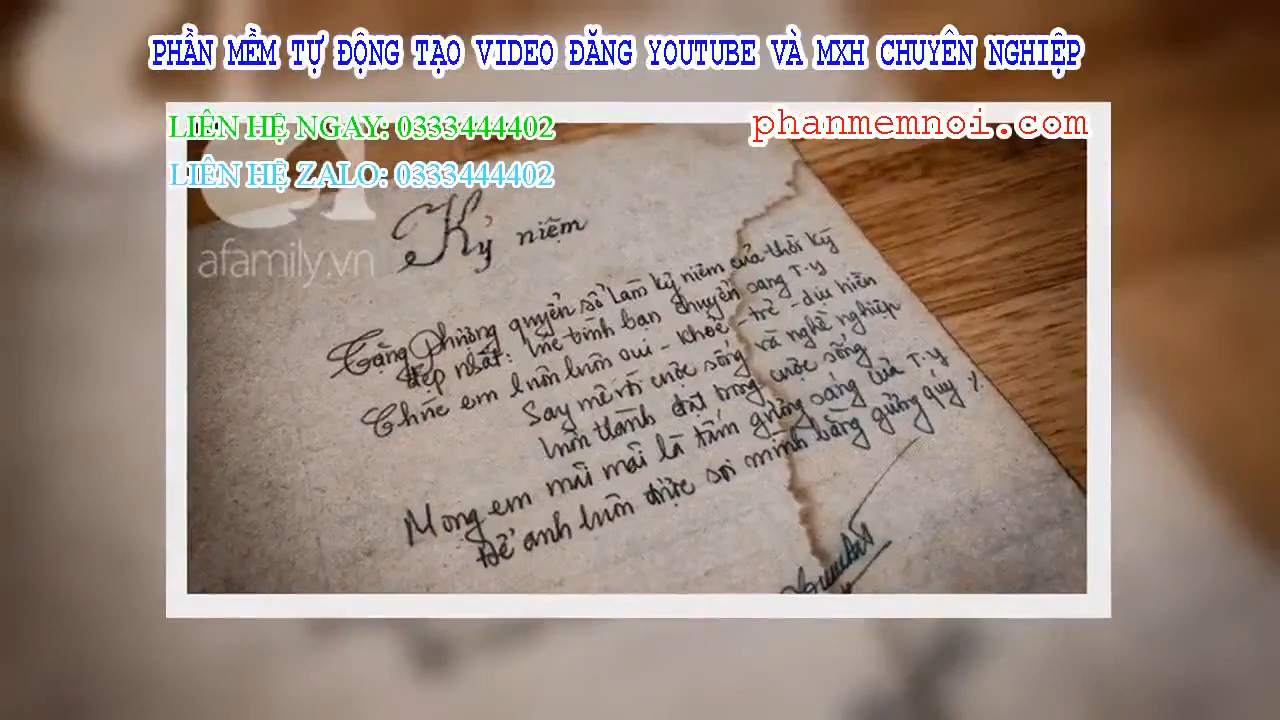 PHẦN MỀM TỰ ĐỘNG TẠO VIDEO ĐĂNG YOUTUBE VÀ MXH CHUYÊN NGHIỆP
LIÊN HỆ NGAY: 0333444402
phanmemnoi.com
LIÊN HỆ ZALO: 0333444402
afamily.vn
Kỷ niệm
Tặng Phường quyển sổ làm kỷ niệm của thời kỳ
đẹp nhất: Từ tình bạn chuyển sang T.y
Chúc em luôn luôn vui - khỏe - trẻ - dịu hiền
Say mê với cuộc sống và nghề nghiệp
luôn thành đạt trong cuộc sống
Mong em mãi mãi là tấm gương sáng của T.y
Để anh luôn được soi mình bằng gương quý